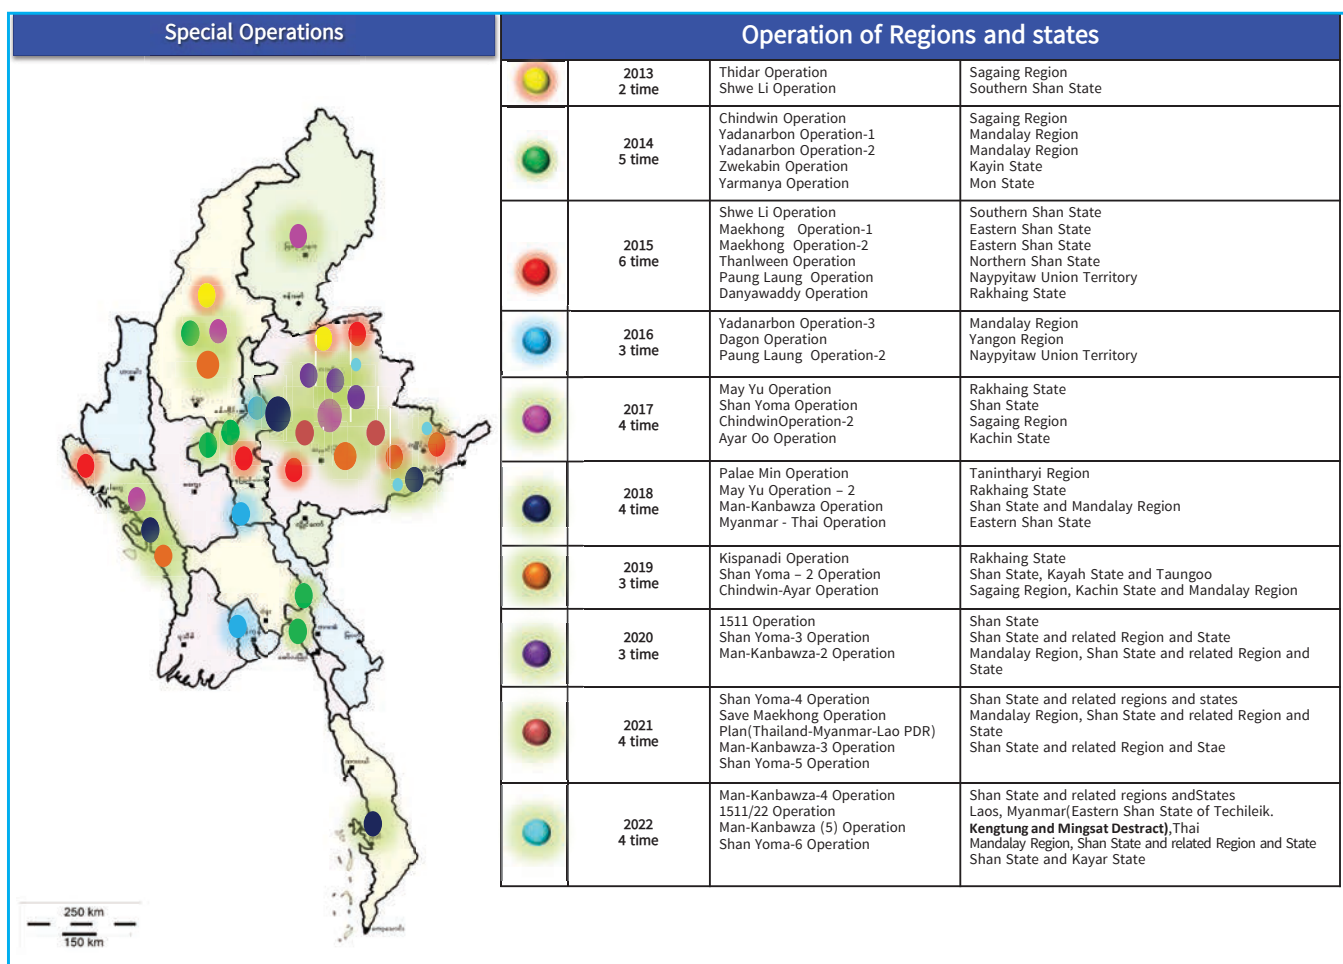 Special Operations
Operation of Regions and states
2013
2 time
Thidar Operation
Shwe Li Operation
Sagaing Region
Southern Shan State
2014
5 time
Chindwin Operation
Yadanarbon Operation-1
Yadanarbon Operation-2
Zwekabin Operation
Yarmanya Operation
Sagaing Region
Mandalay Region
Mandalay Region
Kayin State
Mon State
2015
6 time
Shwe Li Operation
Maekhong Operation-1
Maekhong Operation-2
Thanlween Operation
Paung Laung Operation
Danyawaddy Operation
Southern Shan State
Eastern Shan State
Eastern Shan State
Northern Shan State
Naypyitaw Union Territory
Rakhaing State
2016
3 time
Yadanarbon Operation-3
Dagon Operation
Paung Laung Operation-2
Mandalay Region
Yangon Region
Naypyitaw Union Territory
2017
4 time
May Yu Operation
Shan Yoma Operation
ChindwinOperation-2
Ayar Oo Operation
Rakhaing State
Shan State
Sagaing Region
Kachin State
2018
4 time
Palae Min Operation
May Yu Operation – 2
Man-Kanbawza Operation
Myanmar - Thai Operation
Tanintharyi Region
Rakhaing State
Shan State and Mandalay Region
Eastern Shan State
2019
3 time
Kispanadi Operation
Shan Yoma – 2 Operation
Chindwin-Ayar Operation
Rakhaing State
Shan State, Kayah State and Taungoo
Sagaing Region, Kachin State and Mandalay Region
2020
3 time
1511 Operation
Shan Yoma-3 Operation
Man-Kanbawza-2 Operation
Shan State
Shan State and related Region and State
Mandalay Region, Shan State and related Region and
State
2021
4 time
Shan Yoma-4 Operation
Save Maekhong Operation
Plan(Thailand-Myanmar-Lao PDR)
Man-Kanbawza-3 Operation
Shan Yoma-5 Operation
Shan State and related regions and states
Mandalay Region, Shan State and related Region and
State
Shan State and related Region and Stae
2022
4 time
Man-Kanbawza-4 Operation
1511/22 Operation
Man-Kanbawza (5) Operation
Shan Yoma-6 Operation
Shan State and related regions andStates
Laos, Myanmar(Eastern Shan State of Techileik.
Kengtung and Mingsat Destract),Thai
Mandalay Region, Shan State and related Region and State
Shan State and Kayar State
250 km
150 km